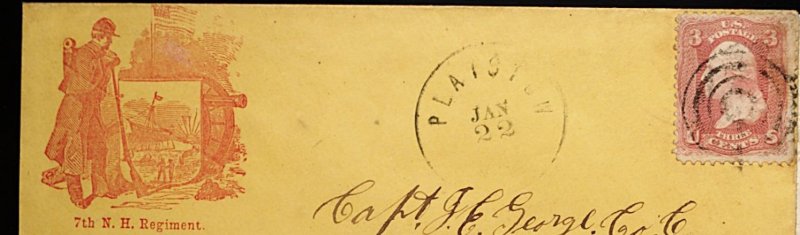 7th N. H. Regiment.
PLAISTOW
JAN
22
U.S.
POSTAGE
3 3
U S
THREE
CENTS
Capt. J. C. George, Co. C